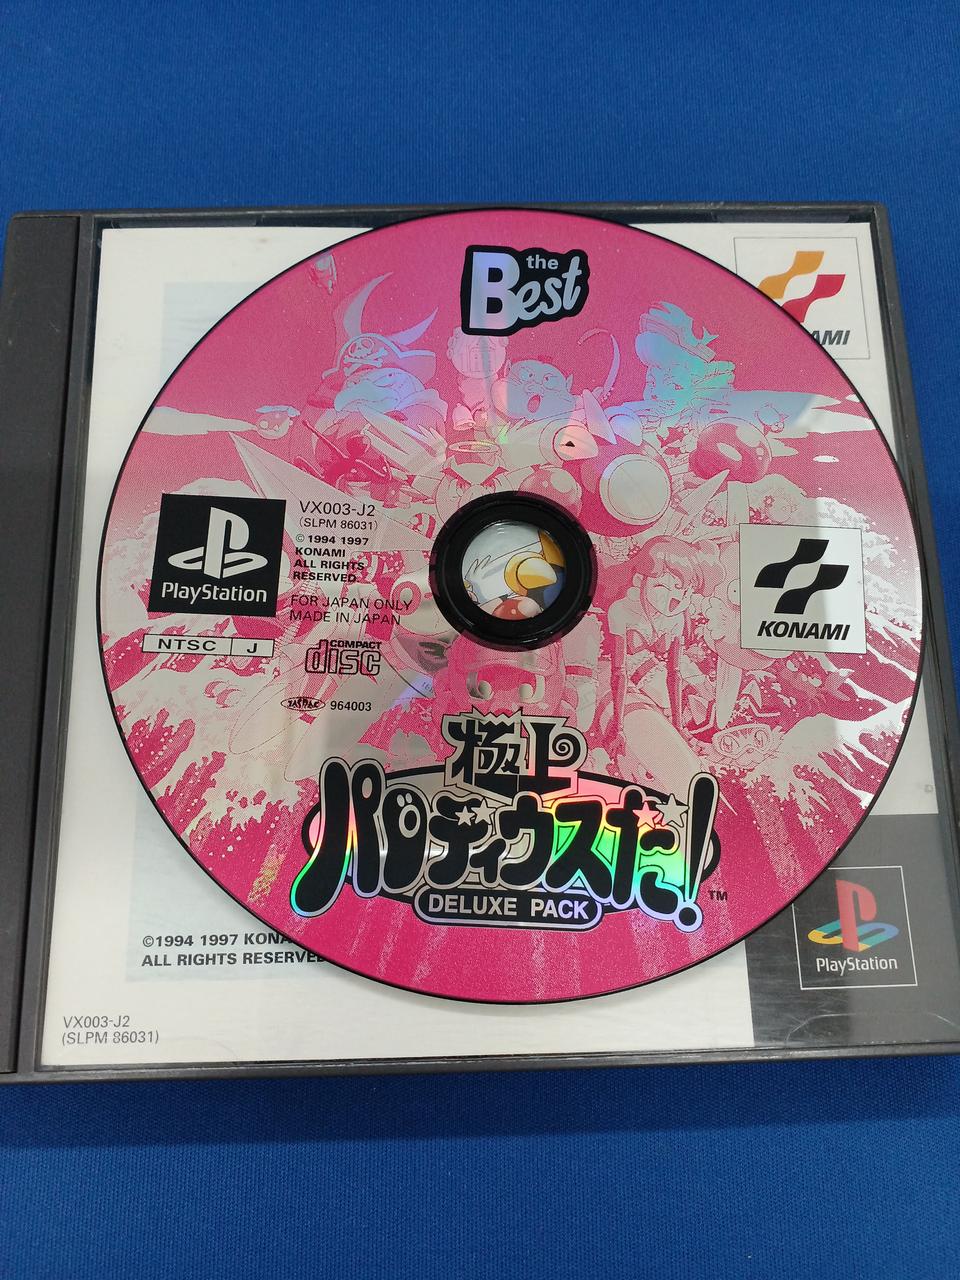 the
Best
KONAMI
PlayStation
VX003-J2
(SLPM 86031)
© 1994 1997
KONAMI
ALL RIGHTS
RESERVED.
FOR JAPAN ONLY
MADE IN JAPAN
NTSC J
COMPACT
disc
JASRAC 964003
KONAMI
極上
パロディウスだ!
™
DELUXE PACK
©1994 1997 KONA
ALL RIGHTS RESERVE
VX003-J2
(SLPM 86031)
PlayStation